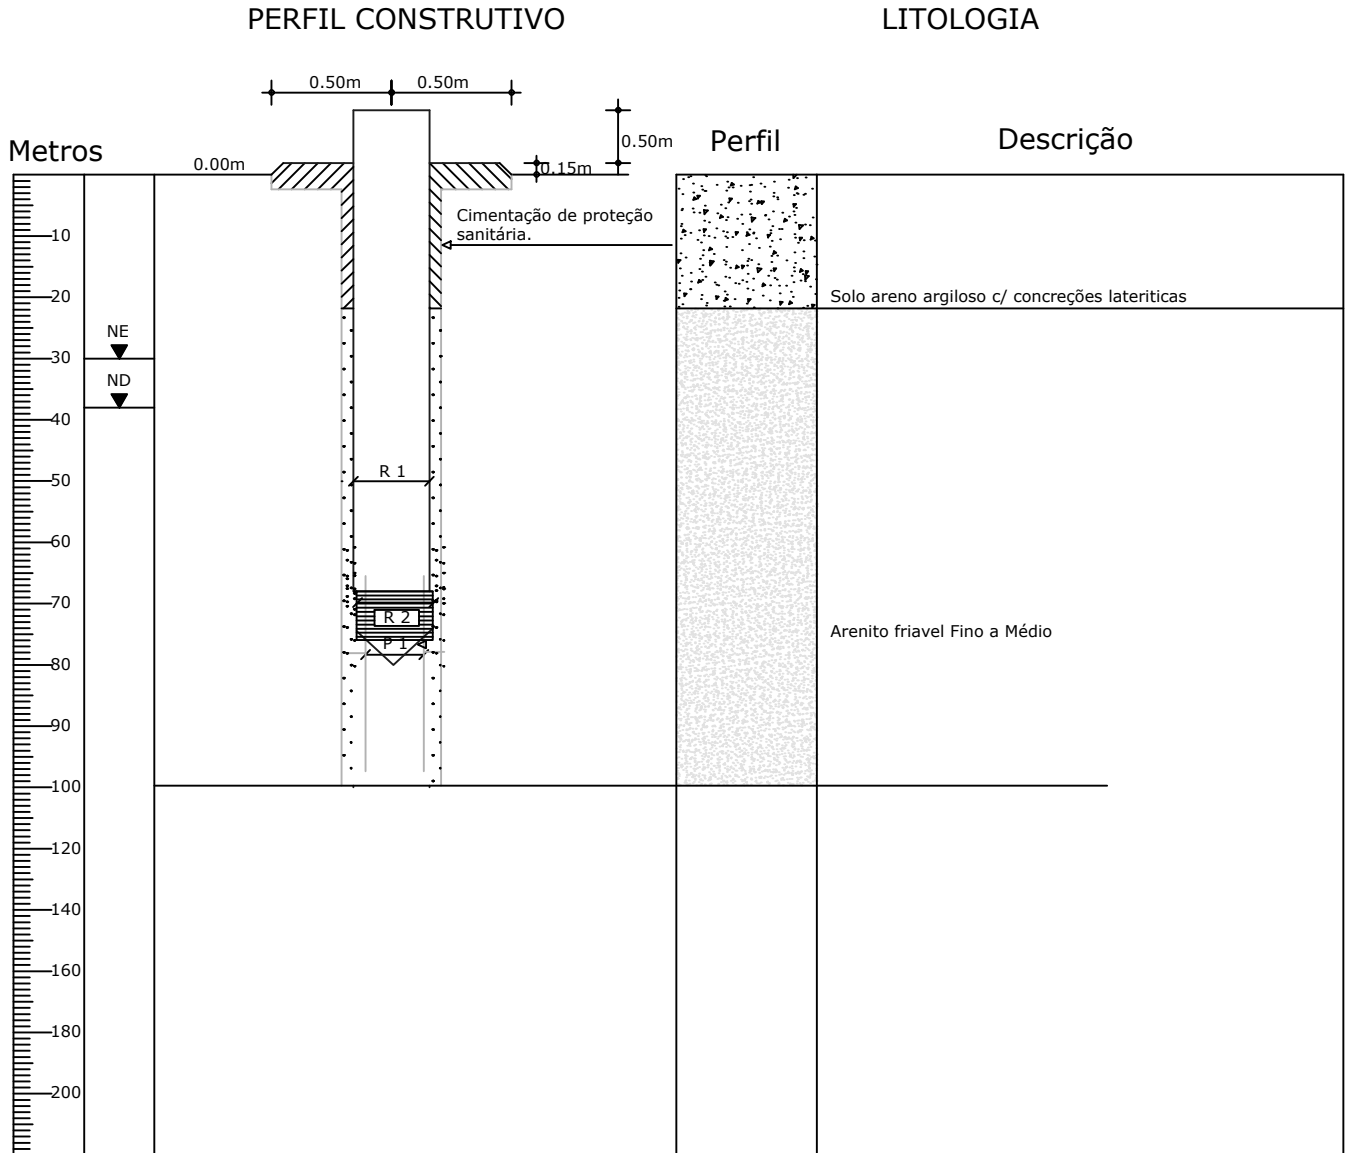 PERFIL CONSTRUTIVO
LITOLOGIA
0.50m
0.50m
0.50m
Metros
0.00m
0.15m
Perfil
Descrição
Cimentação de proteção
sanitária.
10
20
Solo areno argiloso c/ concreções lateriticas
NE
30
ND
40
R 1
50
60
70
R 2
Arenito friavel Fino a Médio
P 1
80
90
100
120
140
160
180
200